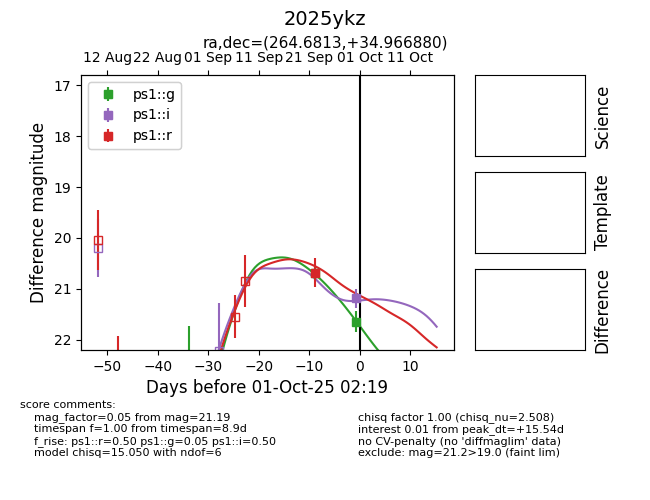 2025ykz
ra,dec=(264.6813,+34.966880)
12 Aug 22 Aug 01 Sep 11 Sep 21 Sep 01 Oct 11 Oct
17
18
19
20
21
22
Difference magnitude
ps1::g
ps1::i
ps1::r
−50 −40 −30 −20 −10 0 10
Days before 01-Oct-25 02:19
Science
Template
Difference
score comments:
mag_factor=0.05 from mag=21.19
timespan f=1.00 from timespan=8.9d
f_rise: ps1::r=0.50 ps1::g=0.05 ps1::i=0.50
model chisq=15.050 with ndof=6
chisq factor 1.00 (chisq_nu=2.508)
interest 0.01 from peak_dt=+15.54d
no CV-penalty (no 'diffmaglim' data)
exclude: mag=21.2>19.0 (faint lim)